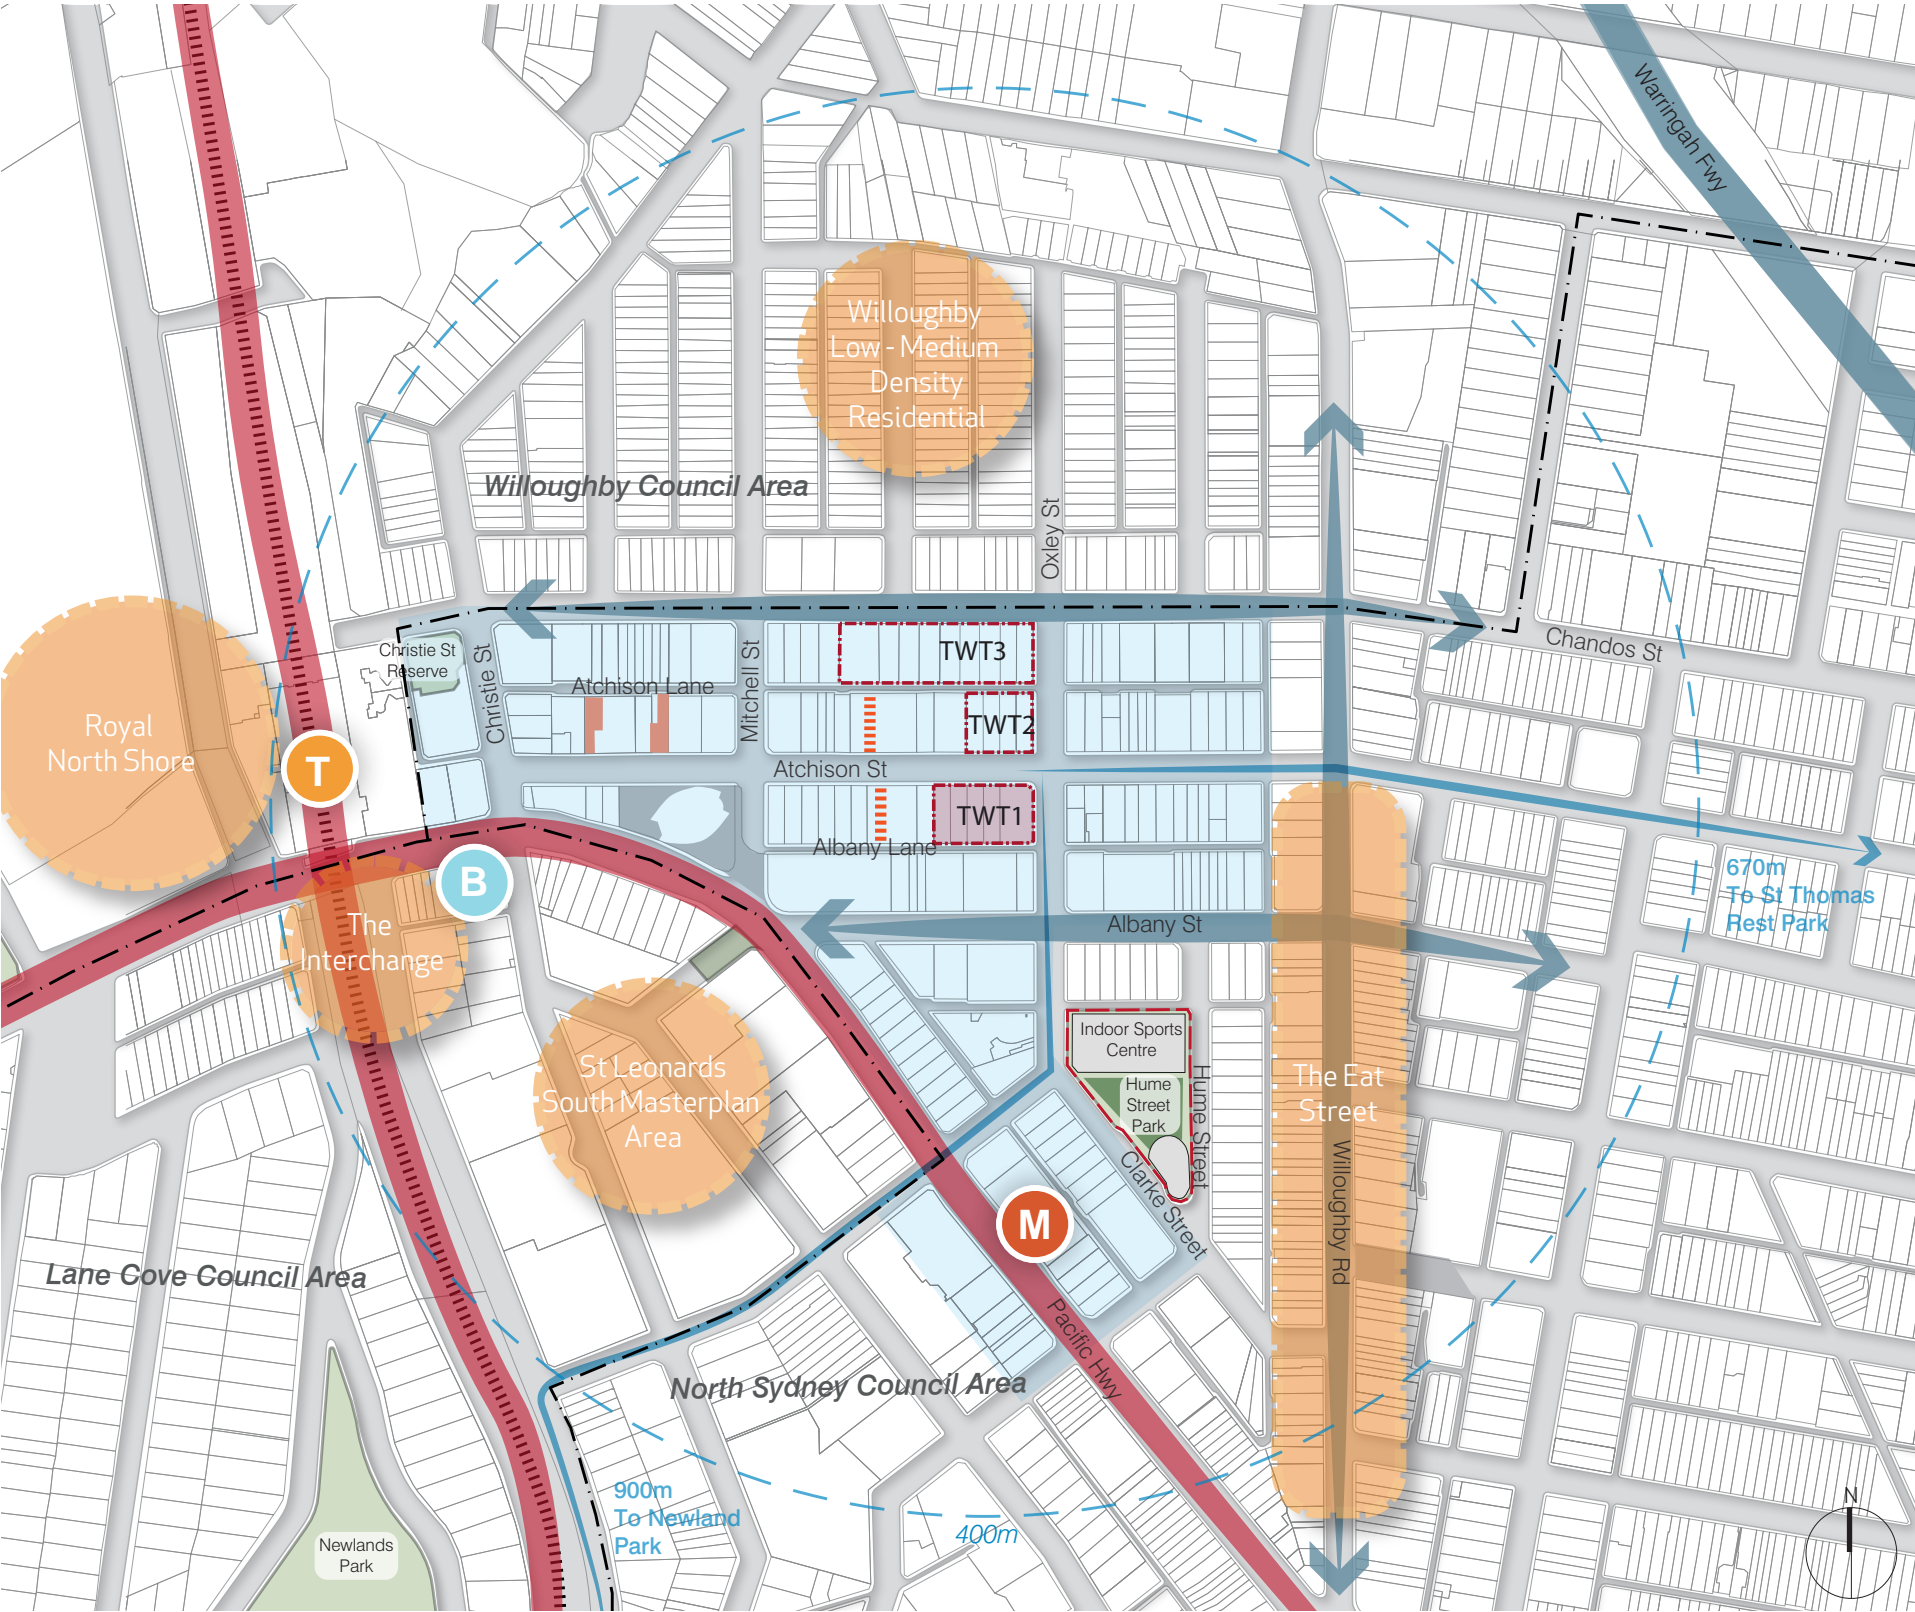 Warringah Fwy
Willoughby
Low - Medium
Density
Residential
Willoughby Council Area
Oxley St
Christie St
Reserve
Christie St
Atchison Lane
Mitchell St
TWT3
TWT2
Chandos St
Royal
North Shore
T
Atchison St
TWT1
Albany Lane
B
670m
To St Thomas
Rest Park
The
Interchange
Albany St
Indoor Sports
Centre
Hume
Street
Park
Hume Street
St Leonards
South Masterplan
Area
The Eat
Street
Clarke Street
Willoughby Rd
M
Lane Cove Council Area
Pacific Hwy
North Sydney Council Area
900m
To Newland
Park
400m
Newlands
Park
N